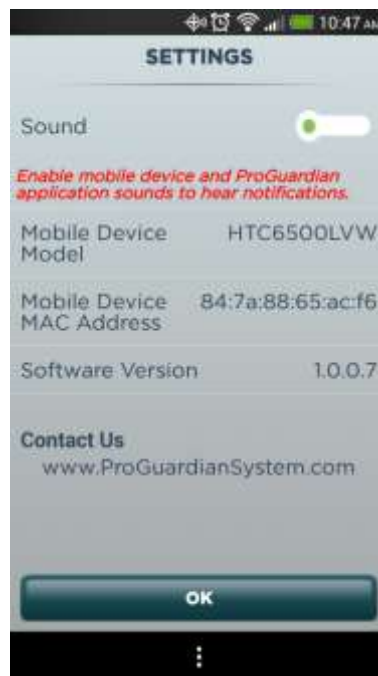 10:47 AM
SETTINGS
Sound
Enable mobile device and ProGuardian
application sounds to hear notifications.
Mobile Device HTC6500LVW
Model
Mobile Device 84:7a:88:65:ac:f6
MAC Address
Software Version 1.0.0.7
Contact Us
www.ProGuardianSystem.com
OK